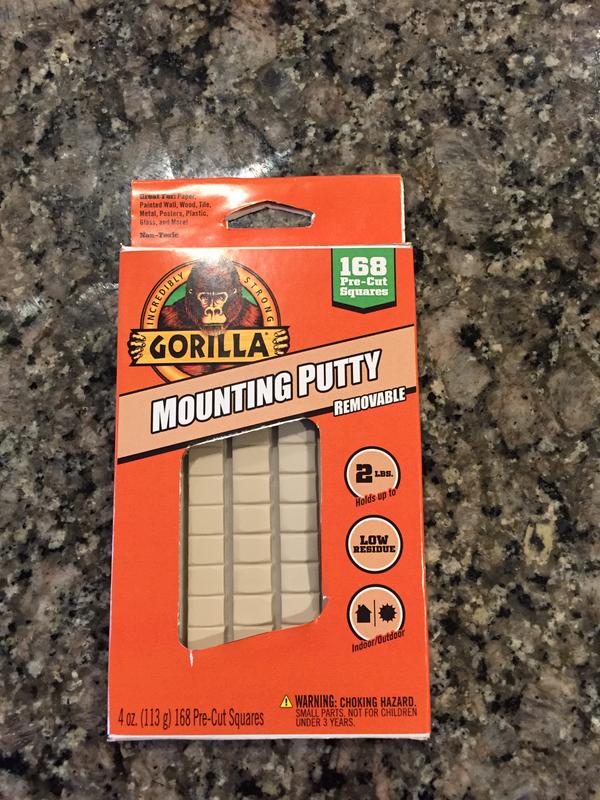 Great For: Paper,
Painted Wall, Wood, Tile,
Metal, Posters, Plastic,
Glass, and More!
Non-Toxic
168
Pre-Cut
Squares
INCREDIBLY STRONG
GORILLA
MOUNTING PUTTY
REMOVABLE
2 LBS.
Holds up to
LOW
RESIDUE
Indoor/Outdoor
WARNING: CHOKING HAZARD.
SMALL PARTS. NOT FOR CHILDREN
UNDER 3 YEARS.
4 oz. (113 g) 168 Pre-Cut Squares